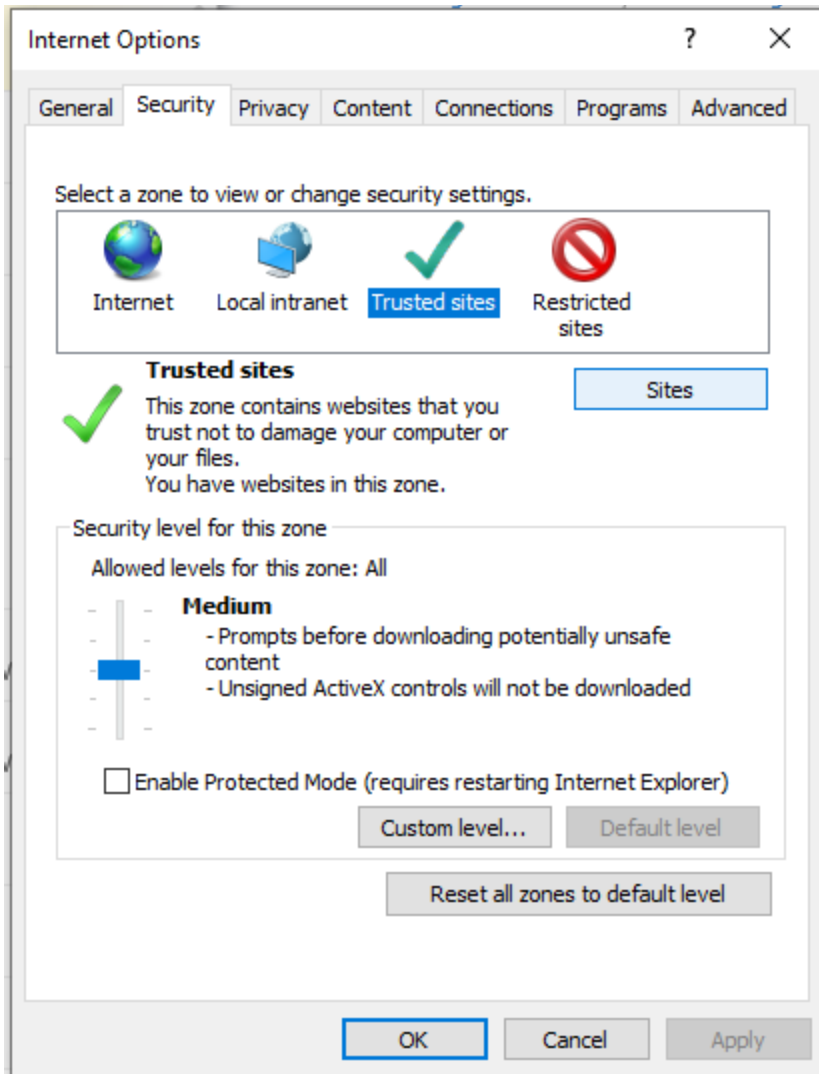 Internet Options ? ×
General Security Privacy Content Connections Programs Advanced
Select a zone to view or change security settings.
Internet Local intranet Trusted sites Restricted
sites
Trusted sites
Sites
This zone contains websites that you
trust not to damage your computer or
your files.
You have websites in this zone.
Security level for this zone
Allowed levels for this zone: All
Medium
- Prompts before downloading potentially unsafe
content
- Unsigned ActiveX controls will not be downloaded
Enable Protected Mode (requires restarting Internet Explorer)
Custom level... Default level
Reset all zones to default level
OK Cancel Apply